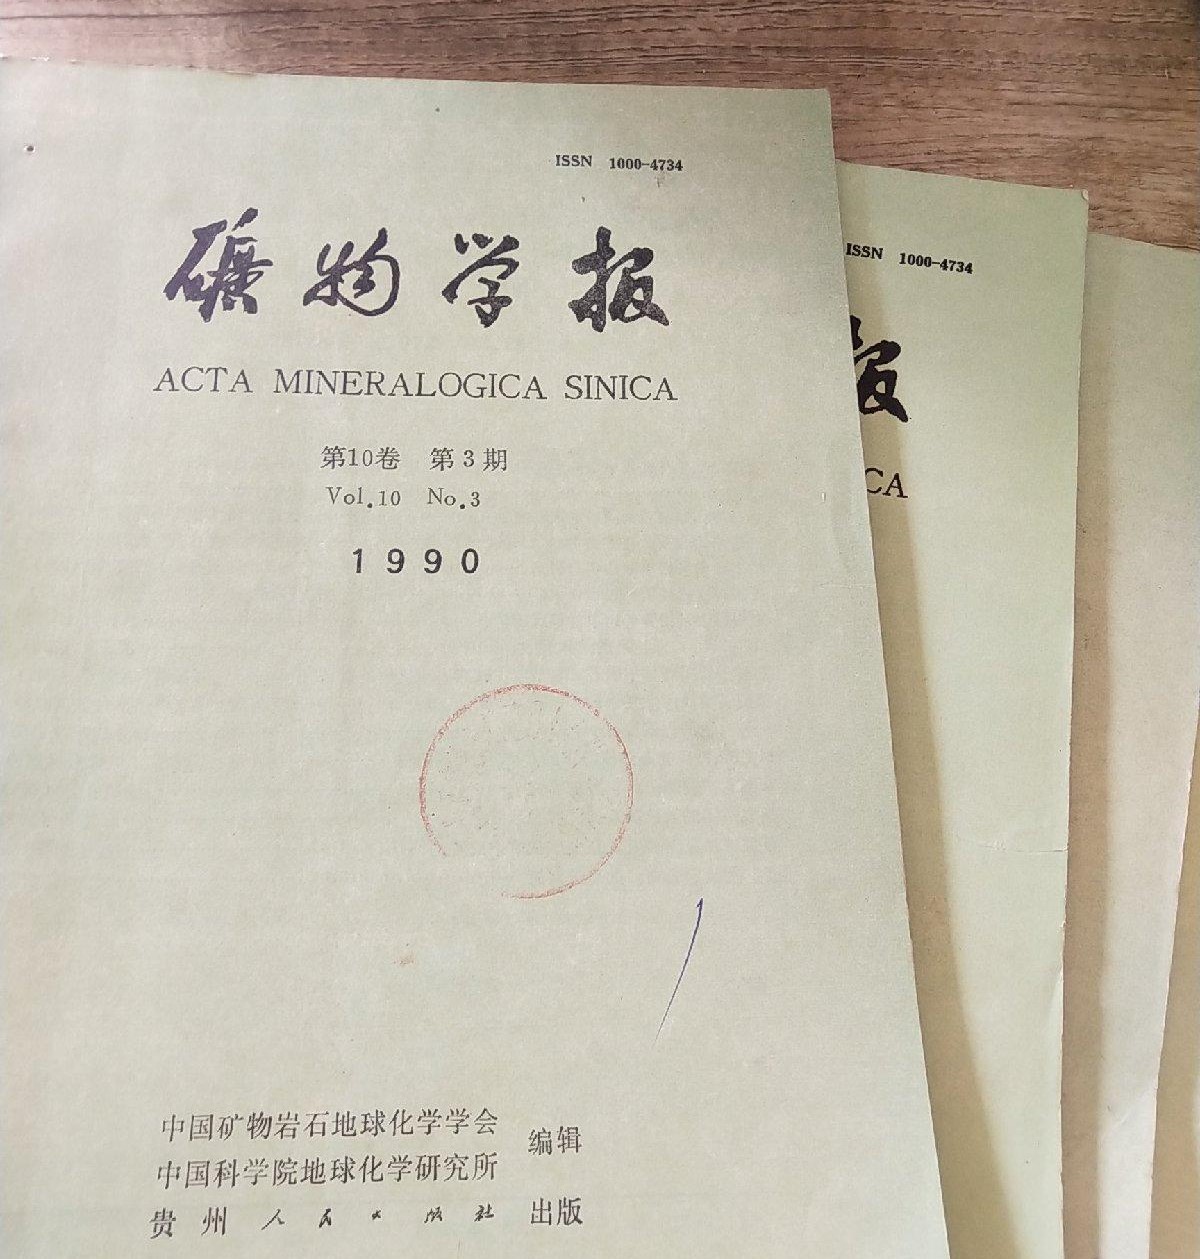 ISSN 1000-4734
礦物学报
ACTA MINERALOGICA SINICA
第10卷 第3期
Vol.10 No.3
1990
中国矿物岩石地球化学学会
中国科学院地球化学研究所
编辑
贵州人民出版社 出版
ISSN 1000-4734
报
CA